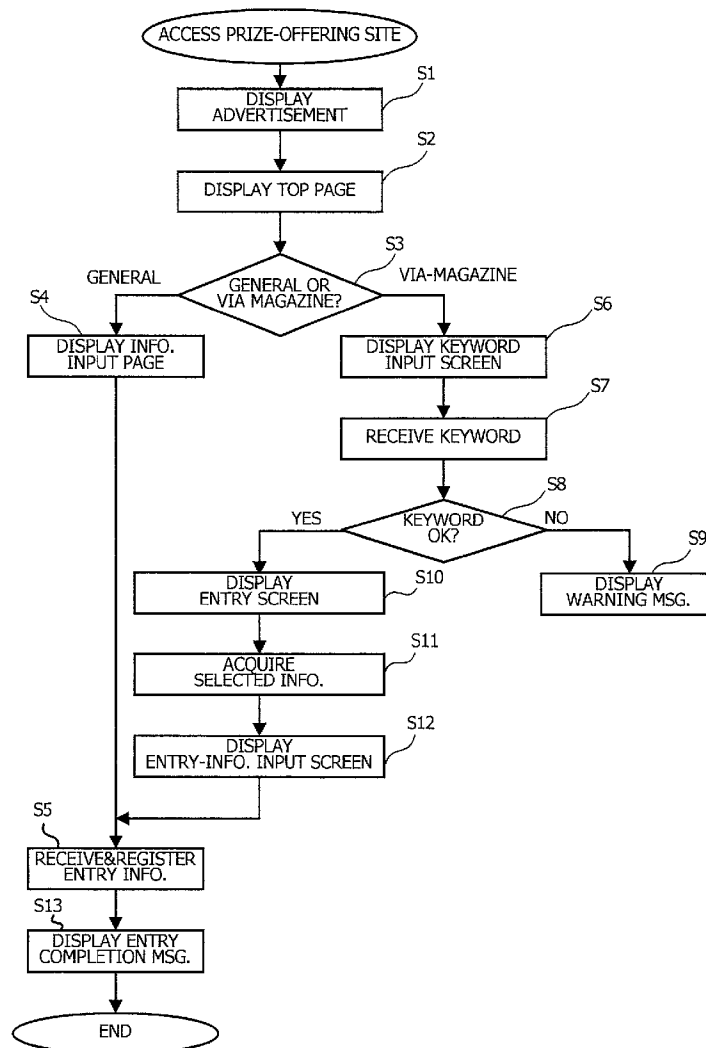 ACCESS PRIZE-OFFERING SITE
S1
DISPLAY
ADVERTISEMENT
S2
DISPLAY TOP PAGE
S3
GENERAL
VIA-MAGAZINE
GENERAL OR
VIA MAGAZINE?
S4
DISPLAY INFO.
INPUT PAGE
S6
DISPLAY KEYWORD
INPUT SCREEN
S7
RECEIVE KEYWORD
S8
YES
KEYWORD
OK?
NO
S9
DISPLAY
WARNING MSG.
DISPLAY
ENTRY SCREEN
S10
S11
ACQUIRE
SELECTED INFO.
S12
DISPLAY
ENTRY-INFO. INPUT SCREEN
S5
RECEIVE&REGISTER
ENTRY INFO.
S13
DISPLAY ENTRY
COMPLETION MSG.
END